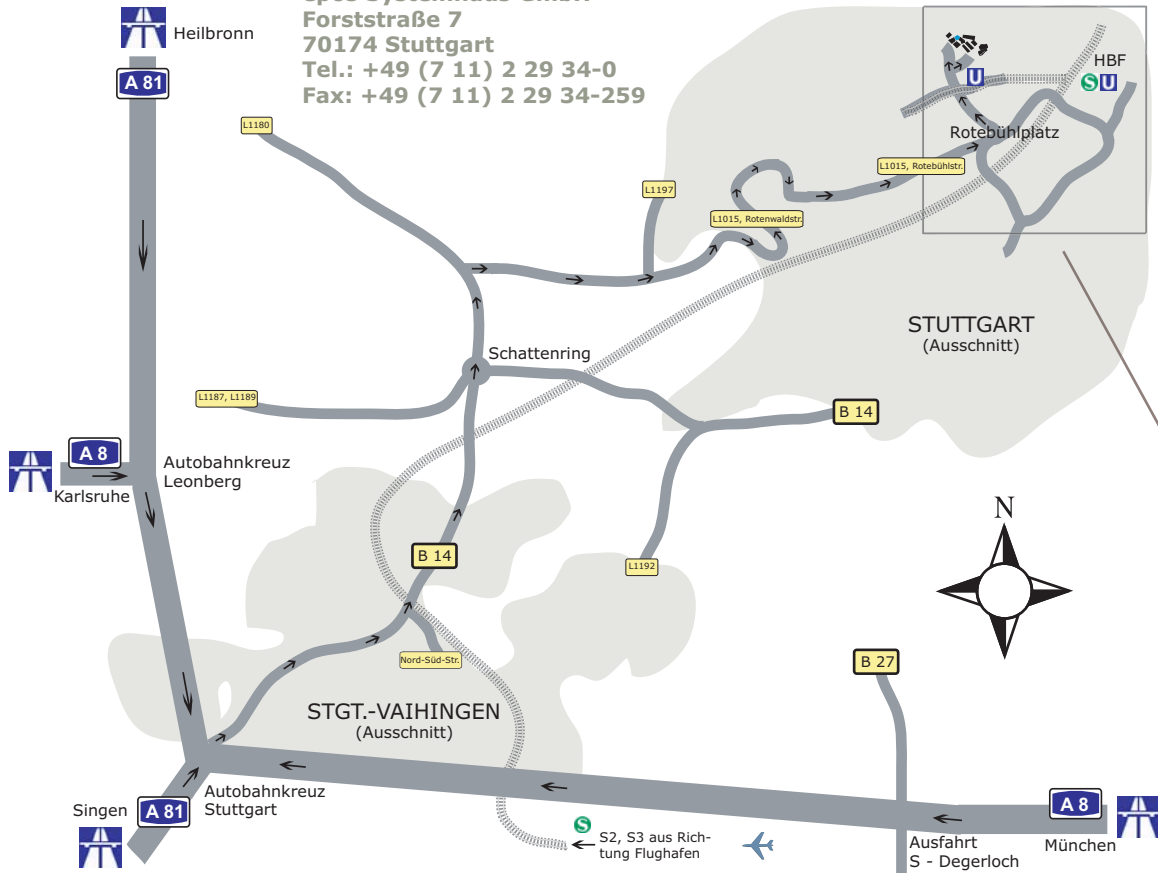 Forststraße 7
70174 Stuttgart
Tel.: +49 (7 11) 2 29 34-0
Fax: +49 (7 11) 2 29 34-259
Heilbronn
A 81
L1180
HBF
U
S U
Rotebühlplatz
L1015, Rotebühlstr.
L1197
L1015, Rotenwaldstr.
STUTTGART
(Ausschnitt)
Schattenring
L1187, L1189
B 14
A 8
Karlsruhe
Autobahnkreuz
Leonberg
N
B 14
L1192
Nord-Süd-Str.
B 27
STGT.-VAIHINGEN
(Ausschnitt)
Autobahnkreuz
Stuttgart
Singen
A 81
S
S2, S3 aus Rich-
tung Flughafen
Ausfahrt
S - Degerloch
A 8
München